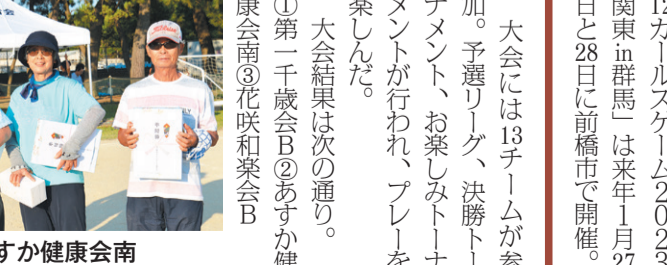 12ガールズゲーム2023
関東in群馬」は来年1月27
日と28日に前橋市で開催。
大会には13チームが参
加。予選リーグ、決勝トー
ナメント、お楽しみトーナ
メントが行われ、プレーを
楽しんだ。
大会結果は次の通り。
①第一千歳会B②あすか健
康会南③花咲和楽会B
すか健康会南